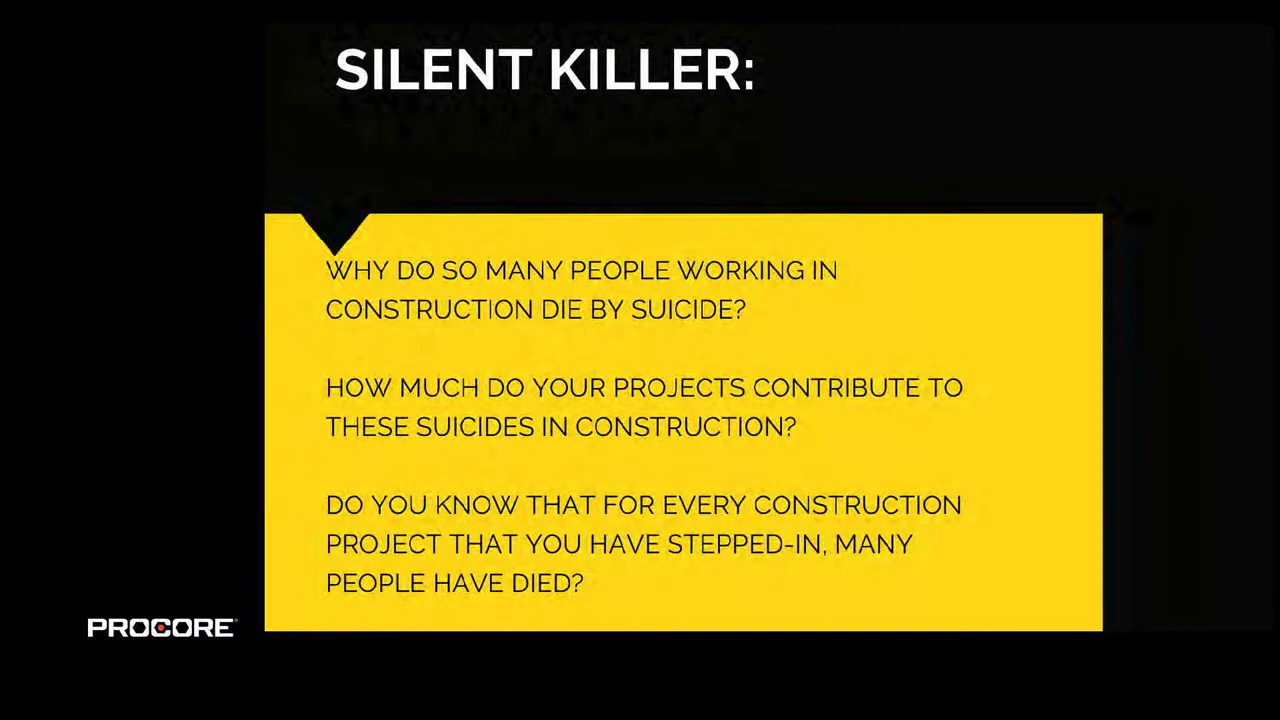 SILENT KILLER:
WHY DO SO MANY PEOPLE WORKING IN
CONSTRUCTION DIE BY SUICIDE?
HOW MUCH DO YOUR PROJECTS CONTRIBUTE TO
THESE SUICIDES IN CONSTRUCTION?
DO YOU KNOW THAT FOR EVERY CONSTRUCTION
PROJECT THAT YOU HAVE STEPPED-IN, MANY
PEOPLE HAVE DIED?
PROCORE